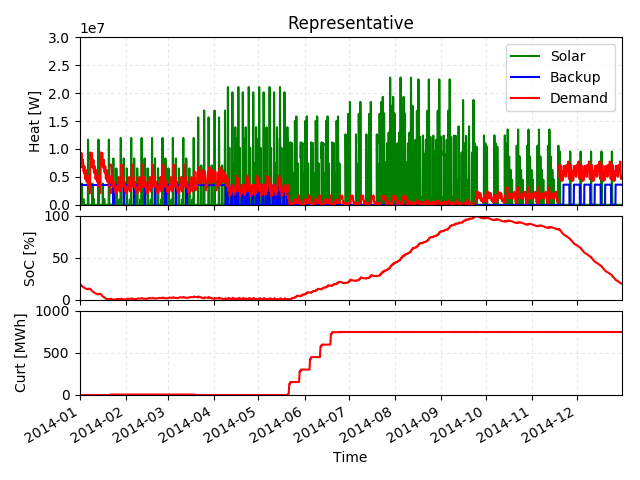 Representative
1e7
3.0
2.5
2.0
1.5
1.0
0.5
0.0
Heat [W]
Solar
Backup
Demand
100
50
0
SoC [%]
1000
500
0
Curt [MWh]
2014-01
2014-02
2014-03
2014-04
2014-05
2014-06
2014-07
2014-08
2014-09
2014-10
2014-11
2014-12
Time